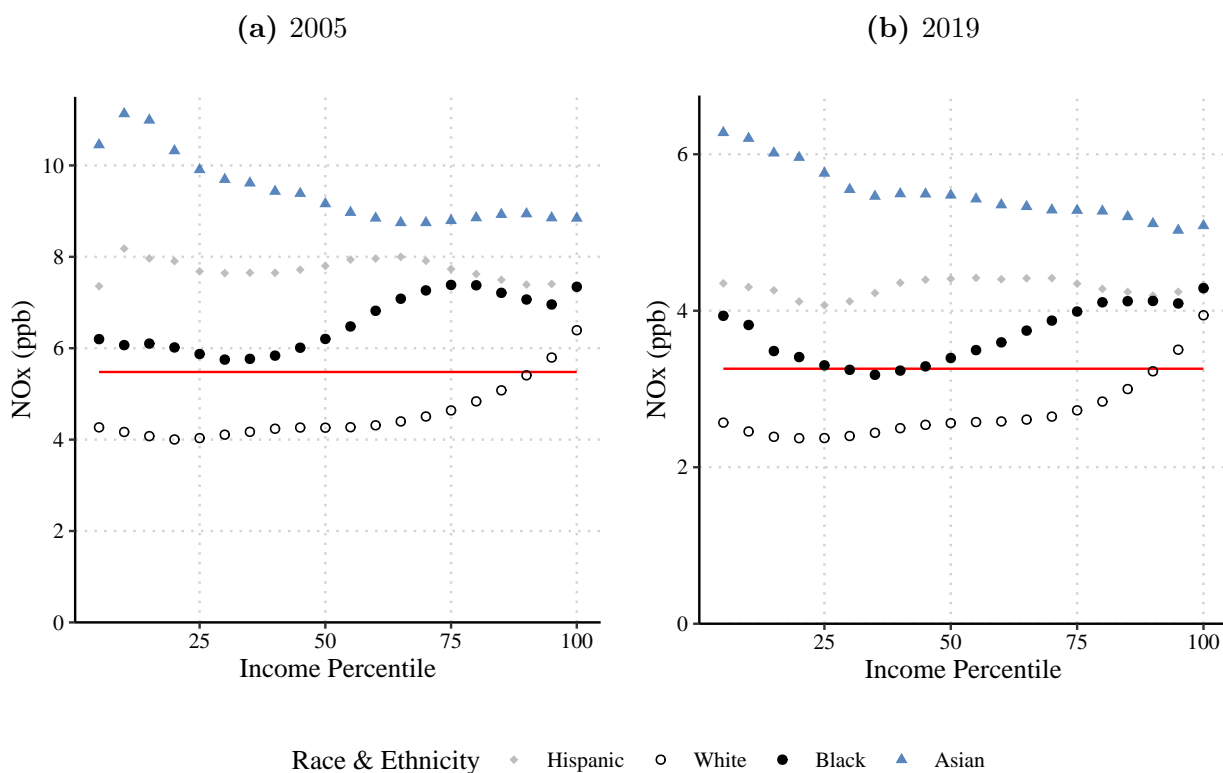 (a) 2005
10
8
6
4
2
0
NOx (ppb)
25 50 75 100
Income Percentile
(b) 2019
6
4
2
0
NOx (ppb)
25 50 75 100
Income Percentile
Race & Ethnicity Hispanic White Black Asian